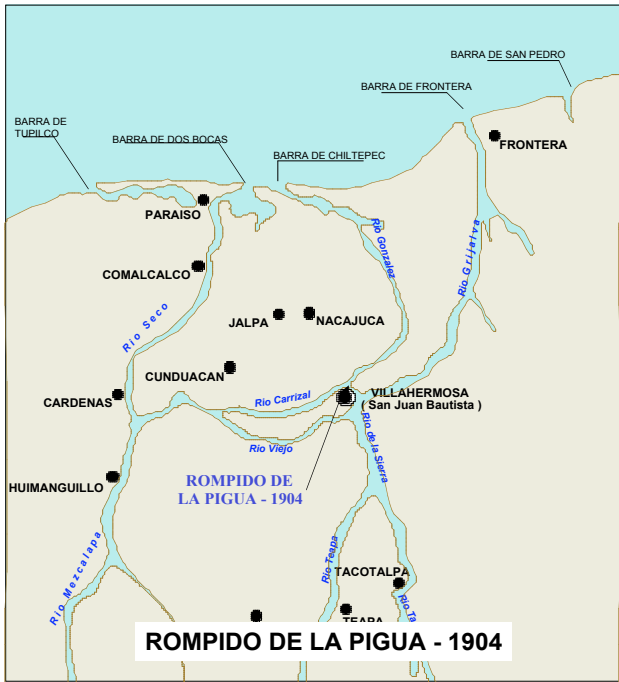 BARRA DE SAN PEDRO
BARRA DE FRONTERA
BARRA DE
TUPILCO
BARRA DE DOS BOCAS
BARRA DE CHILTEPEC
FRONTERA
PARAISO
Rio Gonzalez
Rio Grijalva
COMALCALCO
Rio Seco
JALPA
NACAJUCA
CUNDUACAN
CARDENAS
Rio Carrizal
VILLAHERMOSA
( San Juan Bautista )
Rio Viejo
Rio de la Sierra
HUIMANGUILLO
ROMPIDO DE
LA PIGUA - 1904
Rio Mezcalapa
Rio Teapa
TACOTALPA
Rio Ta
TEAPA
ROMPIDO DE LA PIGUA - 1904